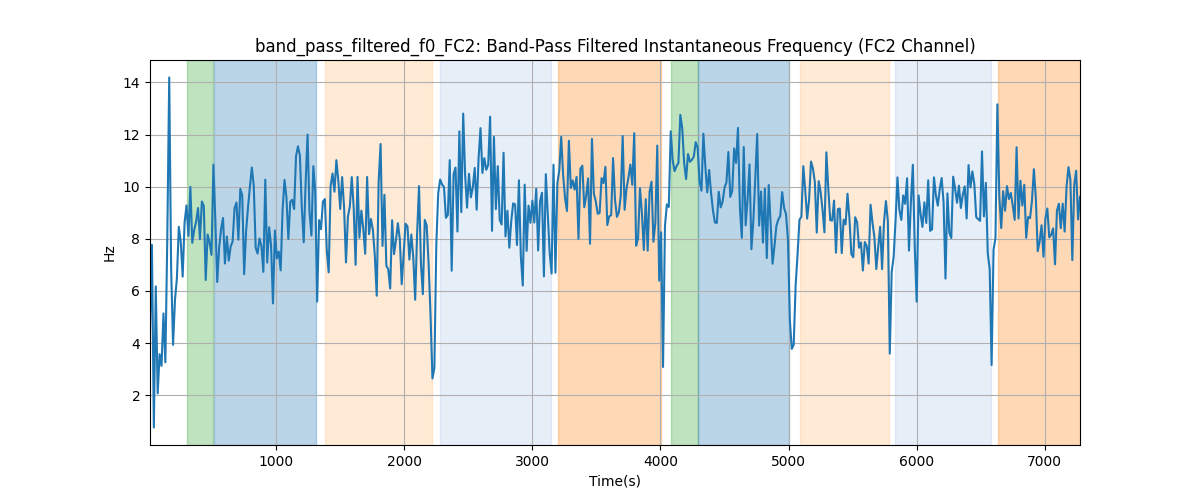 band_pass_filtered_f0_FC2: Band-Pass Filtered Instantaneous Frequency (FC2 Channel)
14
12
10
8
6
4
2
Hz
1000 2000 3000 4000 5000 6000 7000
Time(s)